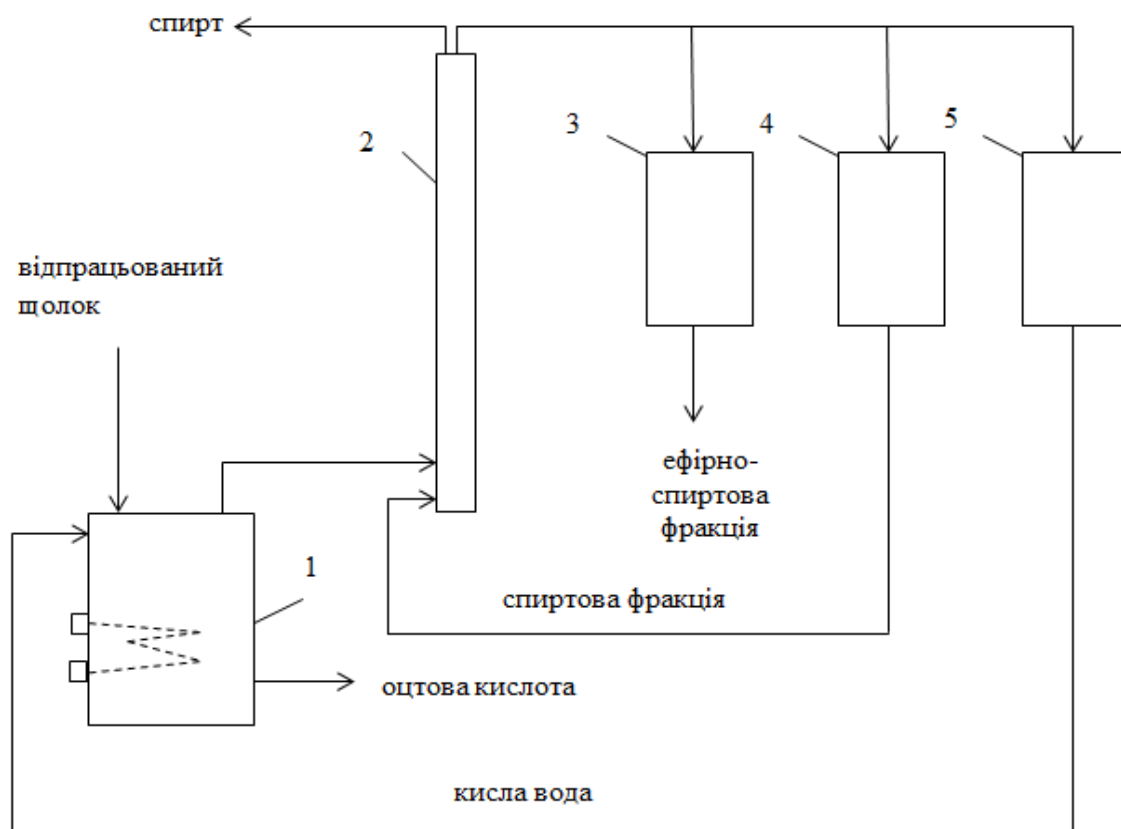 спирт
2
3
4
5
відпрацьований
щолок
ефірно-
спиртова
фракція
1
спиртова фракція
оцтова кислота
кисла вода